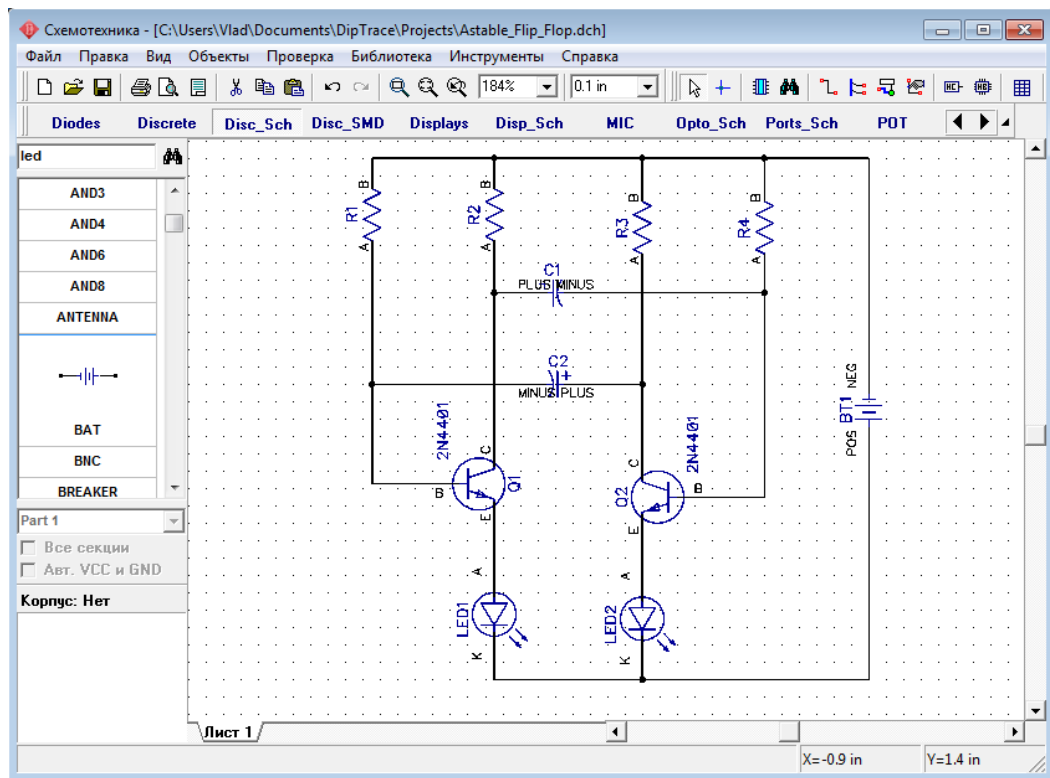 Схемотехника - [C:\Users\Vlad\Documents\DipTrace\Projects\Astable_Flip_Flop.dch]
Файл Правка Вид Объекты Проверка Библиотека Инструменты Справка
184% 0.1 in
Diodes Discrete Disc_Sch Disc_SMD Displays Disp_Sch MIC Opto_Sch Ports_Sch POT
led
AND3
AND4
AND6
AND8
ANTENNA
BAT
BNC
BREAKER
Part 1
Все секции
Авт. VCC и GND
Корпус: Нет
B B B B
R1 R2 R3 R4
A A A A
C1
PLUS MINUS
C2
MINUS PLUS
NEG
BT1
POS
2N4401 2N4401
C C
B Q1 Q2 B
E E
A A
LED1 LED2
K K
Лист 1
X=-0.9 in Y=1.4 in